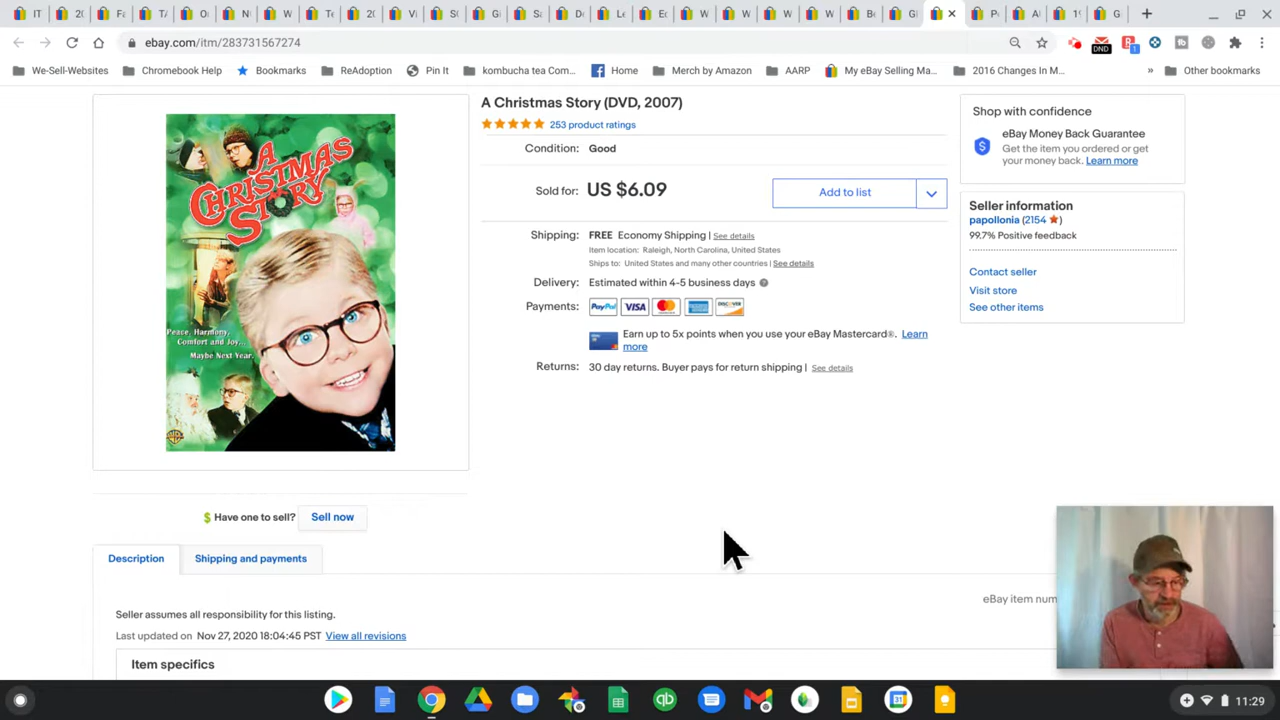 ebay.com/itm/283731567274
DND
1
We-Sell-Websites
Chromebook Help
Bookmarks
ReAdoption
Pin It
kombucha tea Com...
Home
Merch by Amazon
AARP
My eBay Selling Ma...
2016 Changes In M...
»
Other bookmarks
A CHRISTMAS STORY
Peace, Harmony,
Comfort and Joy...
Maybe Next Year.
A Christmas Story (DVD, 2007)
253 product ratings
Condition: Good
Sold for: US $6.09
Add to list
Shipping: FREE Economy Shipping | See details
Item location: Raleigh, North Carolina, United States
Ships to: United States and many other countries | See details
Delivery: Estimated within 4-5 business days
Payments: PayPal VISA DISCOVER
Earn up to 5x points when you use your eBay Mastercard®. Learn
more
Returns: 30 day returns. Buyer pays for return shipping | See details
Shop with confidence
eBay Money Back Guarantee
Get the item you ordered or get
your money back. Learn more
Seller information
papollonia (2154 )
99.7% Positive feedback
Contact seller
Visit store
See other items
Have one to sell? Sell now
Description
Shipping and payments
eBay item num
Seller assumes all responsibility for this listing.
Last updated on Nov 27, 2020 18:04:45 PST View all revisions
Item specifics
11:29